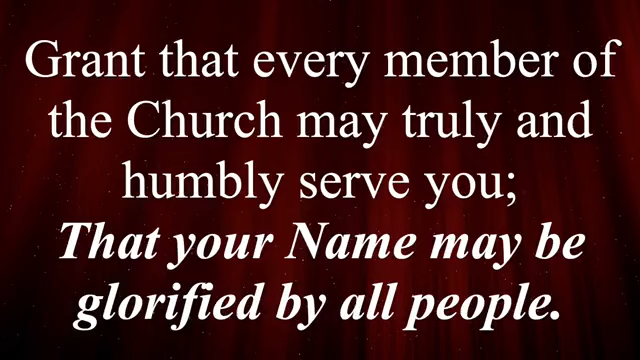 Grant that every member of
the Church may truly and
humbly serve you;
That your Name may be
glorified by all people.